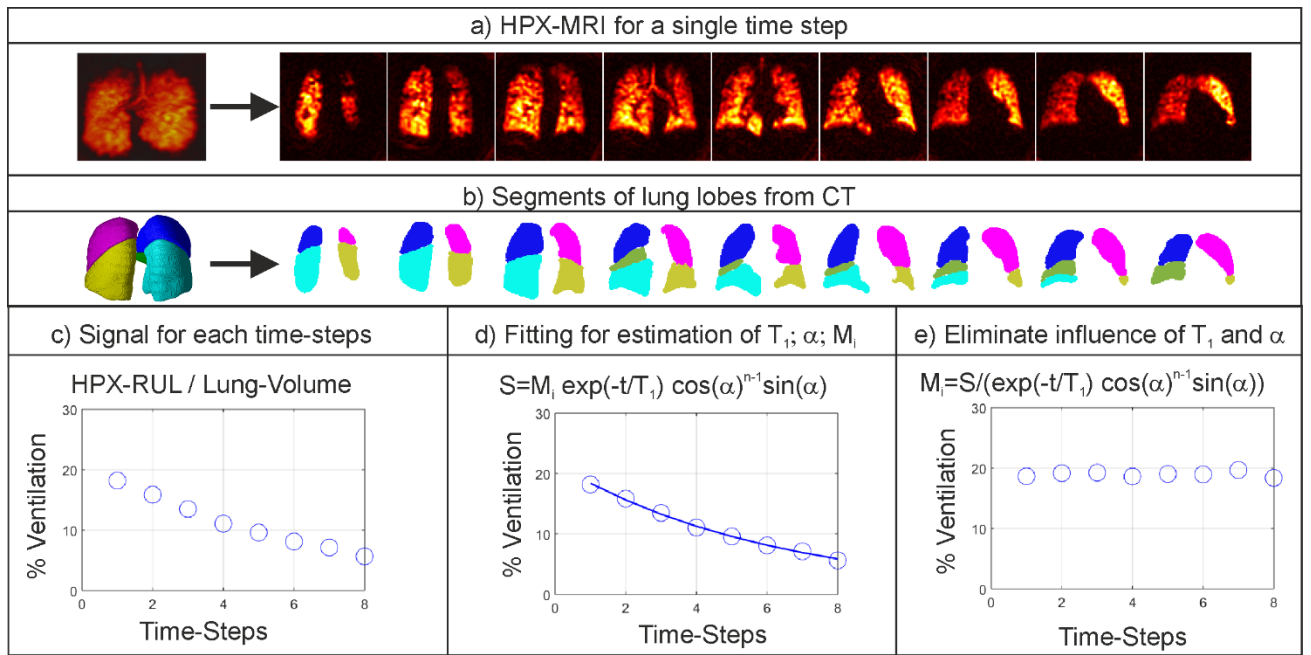 a) HPX-MRI for a single time step
b) Segments of lung lobes from CT
c) Signal for each time-steps
HPX-RUL / Lung-Volume
30
20
10
0
% Ventilation
0 2 4 6 8
Time-Steps
d) Fitting for estimation of T₁; α; Mᵢ
S=Mᵢ exp(-t/T₁) cos(α)ⁿ⁻¹sin(α)
30
20
10
0
% Ventilation
0 2 4 6 8
Time-Steps
e) Eliminate influence of T₁ and α
Mᵢ=S/(exp(-t/T₁) cos(α)ⁿ⁻¹sin(α))
30
20
10
0
% Ventilation
0 2 4 6 8
Time-Steps